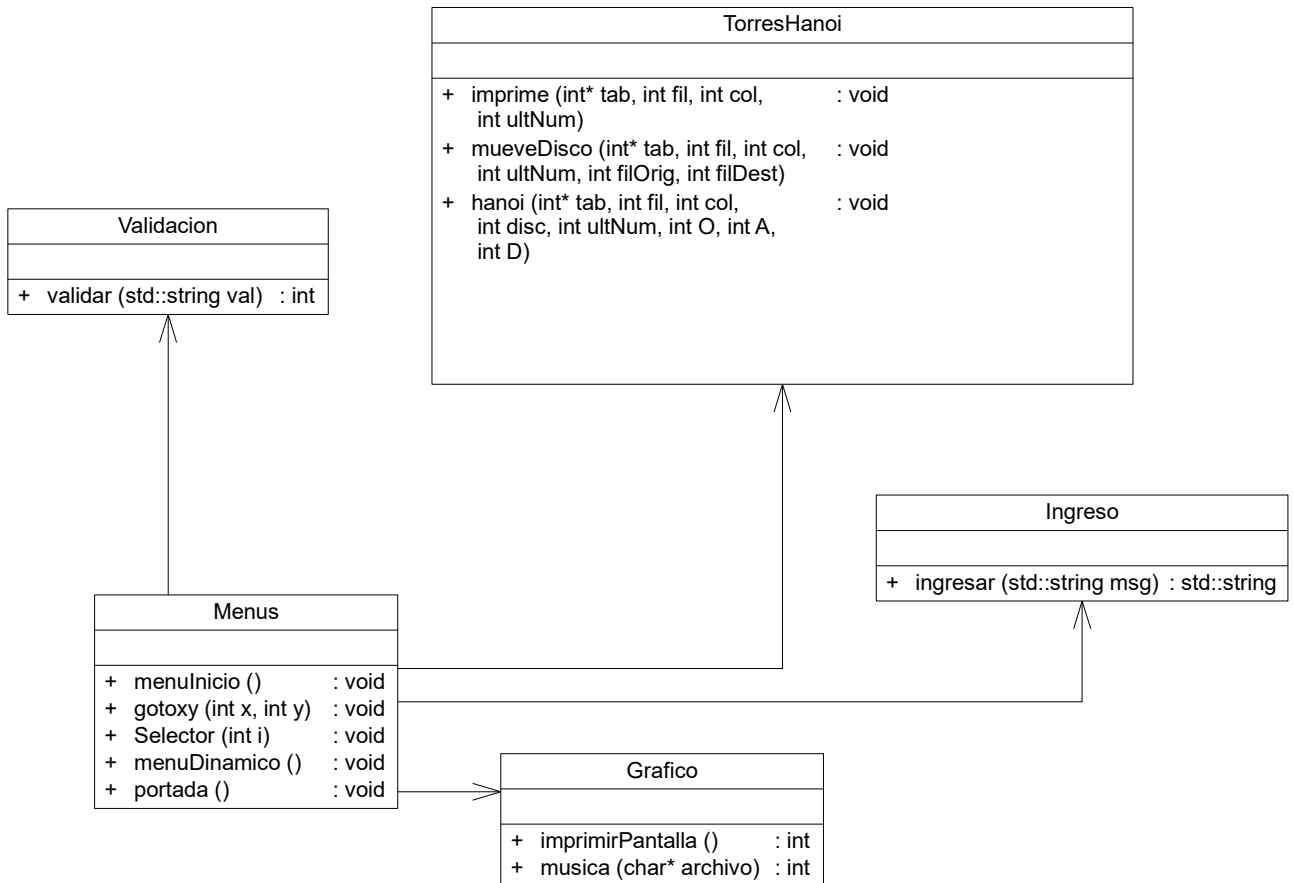 TorresHanoi
+ imprime (int* tab, int fil, int col, : void
int ultNum)
+ mueveDisco (int* tab, int fil, int col, : void
int ultNum, int filOrig, int filDest)
+ hanoi (int* tab, int fil, int col, : void
int disc, int ultNum, int O, int A,
int D)
Validacion
+ validar (std::string val) : int
Ingreso
+ ingresar (std::string msg) : std::string
Menus
+ menuInicio () : void
+ gotoxy (int x, int y) : void
+ Selector (int i) : void
+ menuDinamico () : void
+ portada () : void
Grafico
+ imprimirPantalla () : int
+ musica (char* archivo) : int